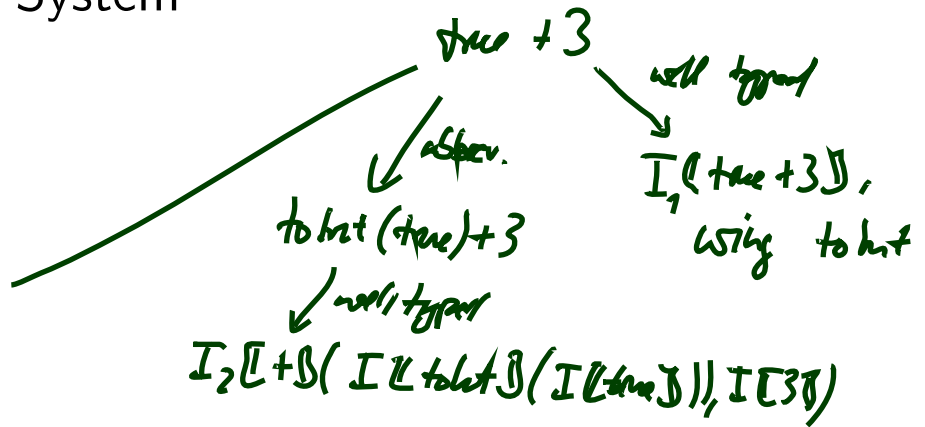 System
true + 3
well typed
abbrev.
I₁⟦true + 3⟧,
toInt(true) + 3
using toInt
well typed
I₂⟦+⟧(I⟦toInt⟧(I⟦true⟧), I⟦3⟧)